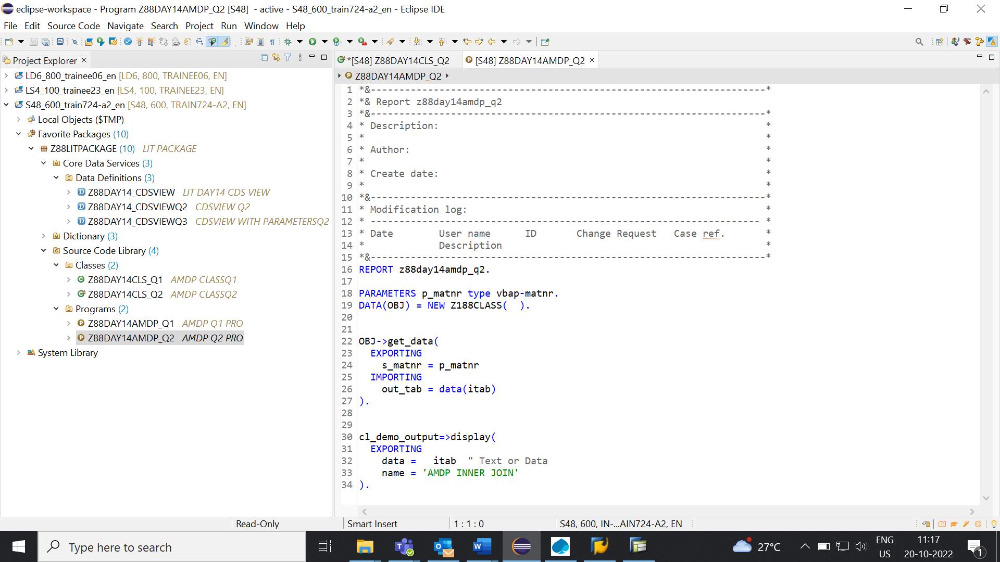 eclipse-workspace - Program Z88DAY14AMDP_Q2 [S48]  - active - S48_600_train724-a2_en - Eclipse IDE
File Edit Source Code Navigate Search Project Run Window Help
Project Explorer
LD6_800_trainee06_en [LD6, 800, TRAINEE06, EN]
LS4_100_trainee23_en [LS4, 100, TRAINEE23, EN]
S48_600_train724-a2_en [S48, 600, TRAIN724-A2, EN]
Local Objects ($TMP)
Favorite Packages (10)
Z88LITPACKAGE (10) LIT PACKAGE
Core Data Services (3)
Data Definitions (3)
Z88DAY14_CDSVIEW LIT DAY14 CDS VIEW
Z88DAY14_CDSVIEWQ2 CDSVIEW Q2
Z88DAY14_CDSVIEWQ3 CDSVIEW WITH PARAMETERSQ2
Dictionary (3)
Source Code Library (4)
Classes (2)
Z88DAY14CLS_Q1 AMDP CLASSQ1
Z88DAY14CLS_Q2 AMDP CLASSQ2
Programs (2)
Z88DAY14AMDP_Q1 AMDP Q1 PRO
Z88DAY14AMDP_Q2 AMDP Q2 PRO
System Library
*[S48] Z88DAY14CLS_Q2 [S48] Z88DAY14AMDP_Q2
Z88DAY14AMDP_Q2
1 *&---------------------------------------------------------------------*
2 *& Report z88day14amdp_q2
3 *&---------------------------------------------------------------------*
4 * Description: *
5 * *
6 * Author: *
7 * *
8 * Create date: *
9 * *
10 *&---------------------------------------------------------------------*
11 * Modification log: *
12 * -------------------------------------------------------------------- *
13 * Date User name ID Change Request Case ref. *
14 * Description *
15 *&---------------------------------------------------------------------*
16 REPORT z88day14amdp_q2.
17
18 PARAMETERS p_matnr type vbap-matnr.
19 DATA(OBJ) = NEW Z188CLASS(  ).
20
21
22 OBJ->get_data(
23 EXPORTING
24 s_matnr = p_matnr
25 IMPORTING
26 out_tab = data(itab)
27 ).
28
29
30 cl_demo_output=>display(
31 EXPORTING
32 data =   itab  " Text or Data
33 name = 'AMDP INNER JOIN'
34 ).
Read-Only Smart Insert 1 : 1 : 0 S48, 600, IN-...AIN724-A2, EN
Type here to search
27°C
ENG
US
11:17
20-10-2022
1